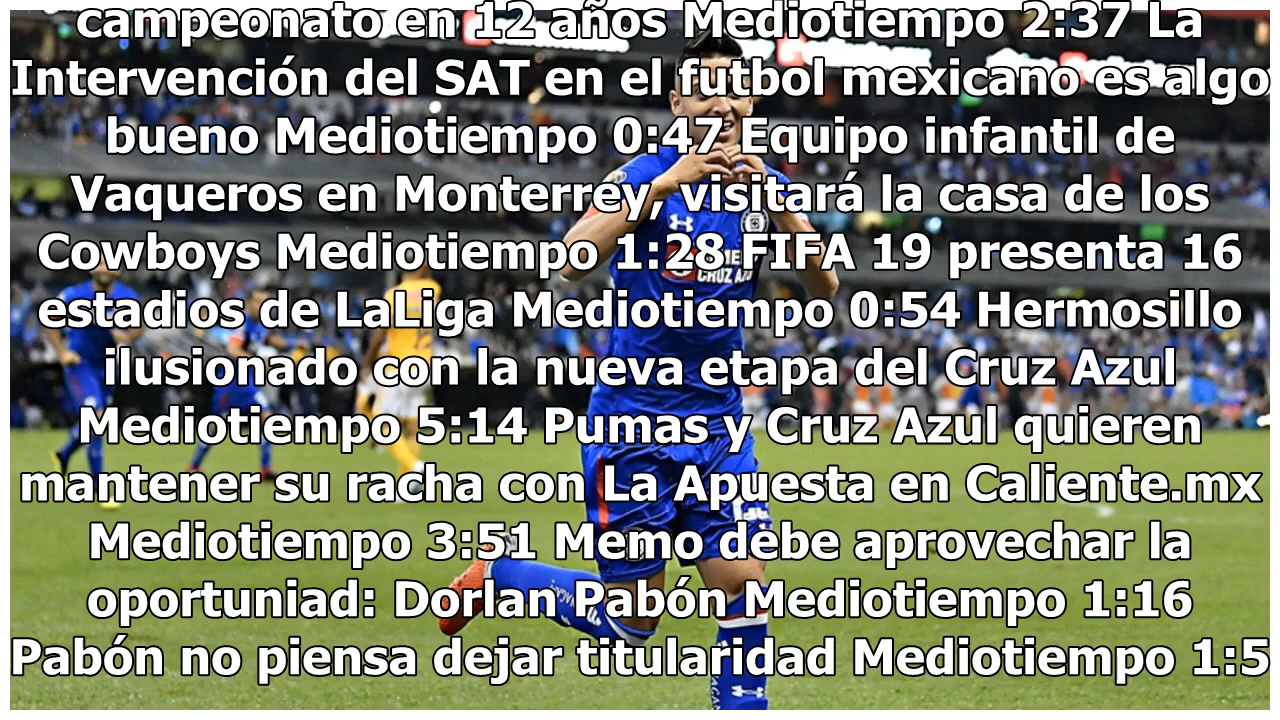 campeonato en 12 años Mediotiempo 2:37 La
Intervención del SAT en el futbol mexicano es algo
bueno Mediotiempo 0:47 Equipo infantil de
Vaqueros en Monterrey, visitará la casa de los
Cowboys Mediotiempo 1:28 FIFA 19 presenta 16
estadios de LaLiga Mediotiempo 0:54 Hermosillo
ilusionado con la nueva etapa del Cruz Azul
Mediotiempo 5:14 Pumas y Cruz Azul quieren
mantener su racha con La Apuesta en Caliente.mx
Mediotiempo 3:51 Memo debe aprovechar la
oportuniad: Dorlan Pabón Mediotiempo 1:16
Pabón no piensa dejar titularidad Mediotiempo 1:5
CRUZ AZUL